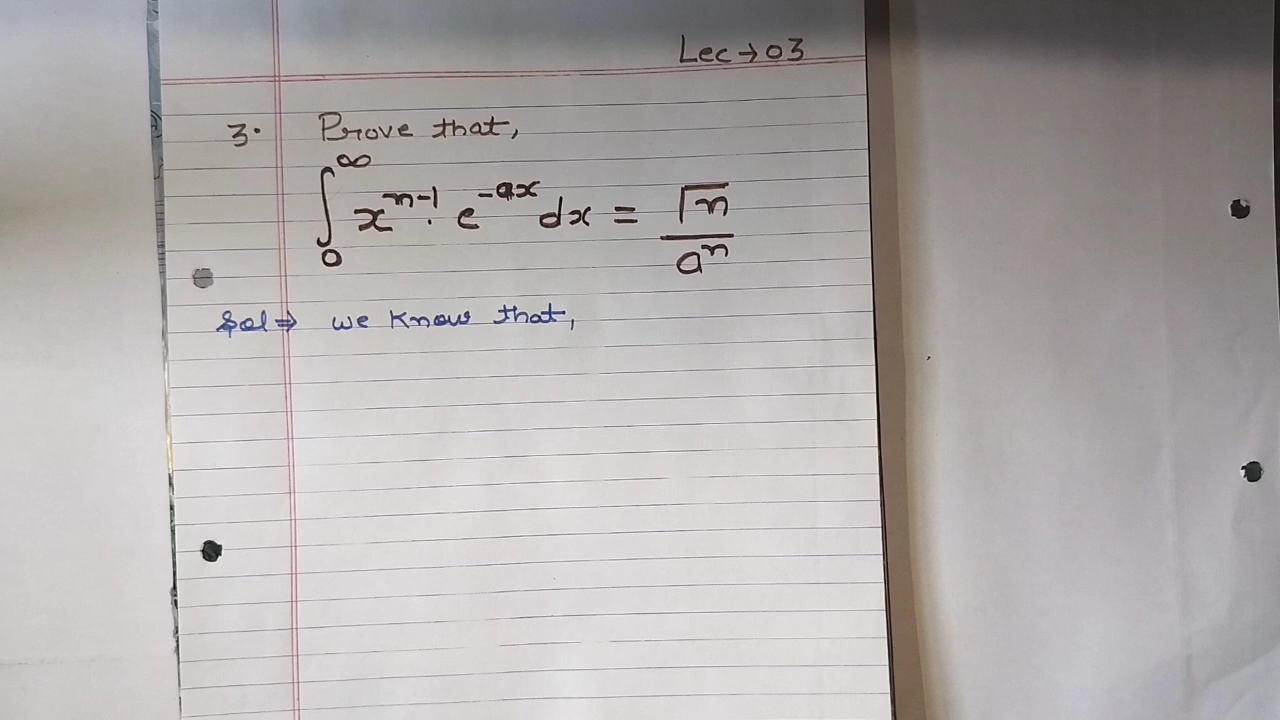 Lec → 03
3. Prove that,
∫₀^∞ x^{n-1}. e^{-ax} dx = Γn / a^n
Sol ⇒ we know that,